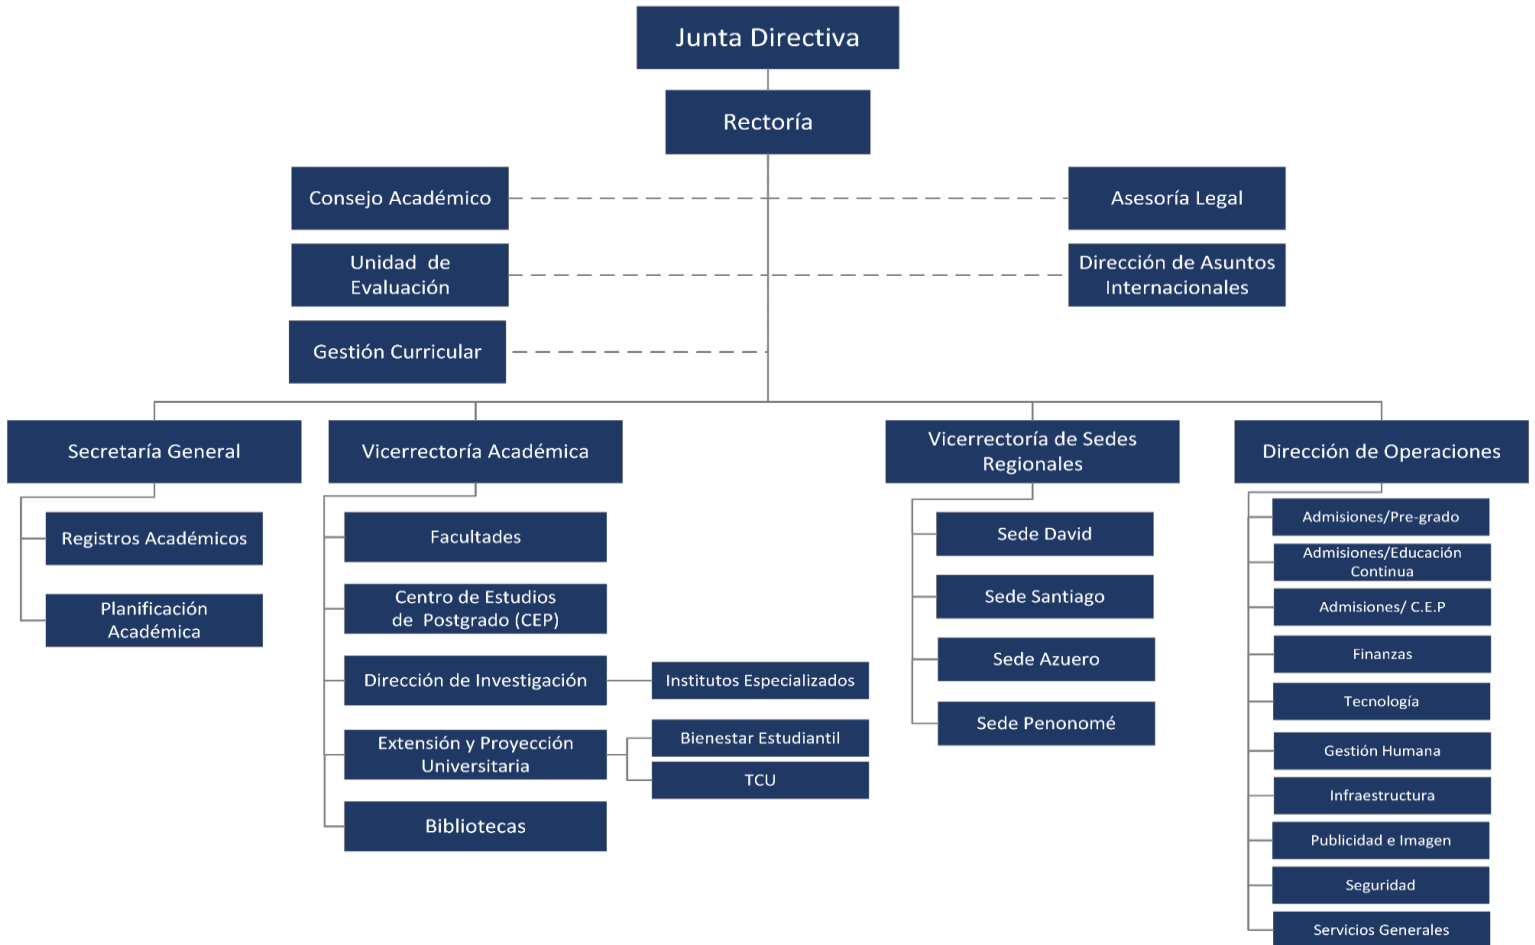 Junta Directiva
Rectoría
Consejo Académico
Asesoría Legal
Unidad de
Evaluación
Dirección de Asuntos
Internacionales
Gestión Curricular
Secretaría General
Registros Académicos
Planificación
Académica
Vicerrectoría Académica
Facultades
Centro de Estudios
de Postgrado (CEP)
Dirección de Investigación
Institutos Especializados
Extensión y Proyección
Universitaria
Bienestar Estudiantil
TCU
Bibliotecas
Vicerrectoría de Sedes
Regionales
Sede David
Sede Santiago
Sede Azuero
Sede Penonomé
Dirección de Operaciones
Admisiones/Pre-grado
Admisiones/Educación
Continua
Admisiones/ C.E.P
Finanzas
Tecnología
Gestión Humana
Infraestructura
Publicidad e Imagen
Seguridad
Servicios Generales